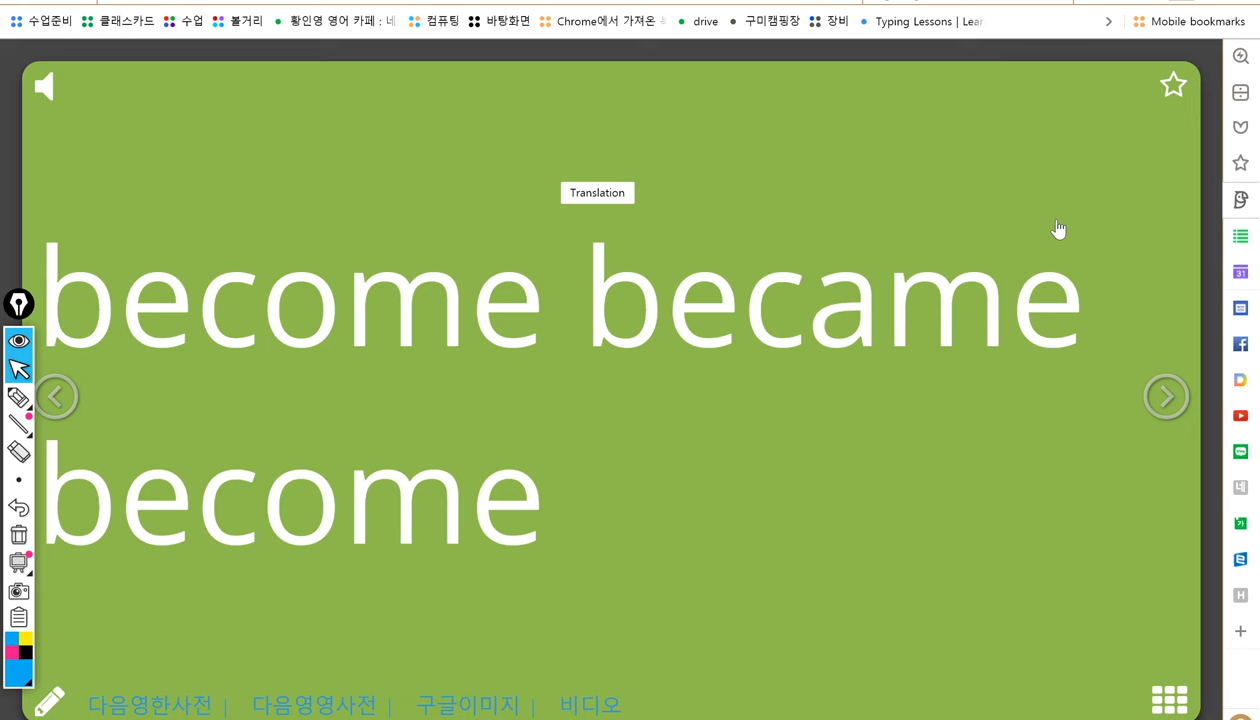 수업준비 클래스카드 수업 볼거리 황인영 영어 카페 : 네 컴퓨팅 바탕화면 Chrome에서 가져온 drive 구미캠핑장 장비 Typing Lessons | Lear Mobile bookmarks
Translation
become became
become
다음영한사전 | 다음영영사전 | 구글이미지 | 비디오
31